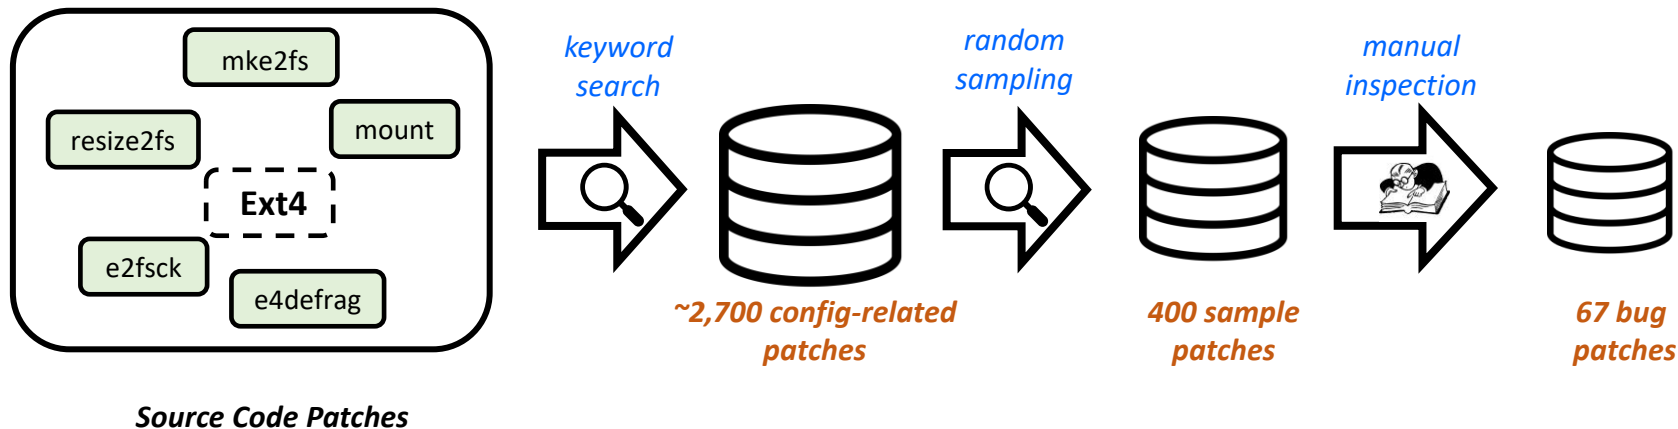 mke2fs
resize2fs
mount
Ext4
e2fsck
e4defrag
Source Code Patches
keyword
search
~2,700 config-related
patches
random
sampling
400 sample
patches
manual
inspection
67 bug
patches